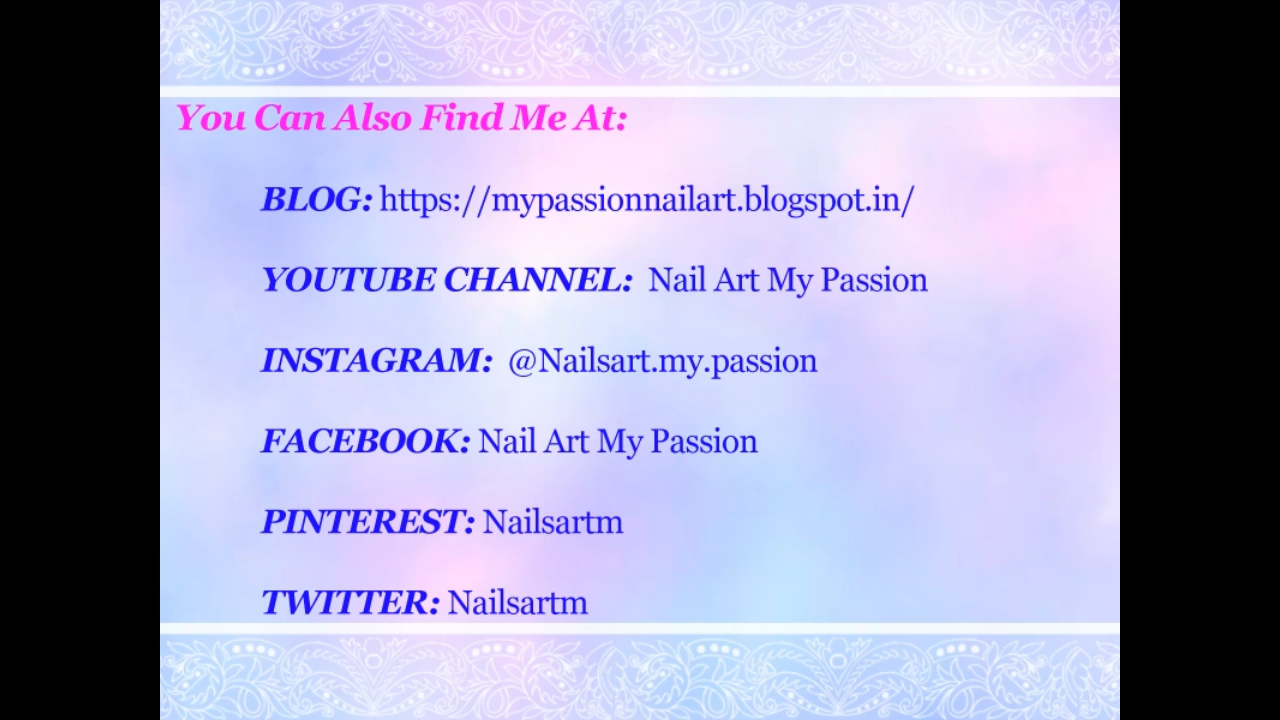 You Can Also Find Me At:
BLOG: https://mypassionnailart.blogspot.in/
YOUTUBE CHANNEL: Nail Art My Passion
INSTAGRAM: @Nailsart.my.passion
FACEBOOK: Nail Art My Passion
PINTEREST: Nailsartm
TWITTER: Nailsartm